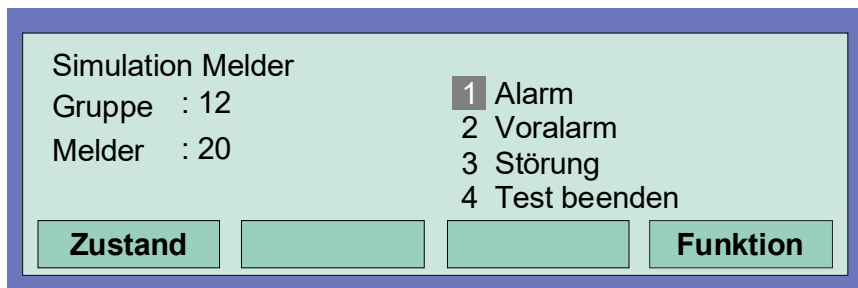 Simulation Melder
Gruppe : 12
Melder : 20
1 Alarm
2 Voralarm
3 Störung
4 Test beenden
Zustand
Funktion